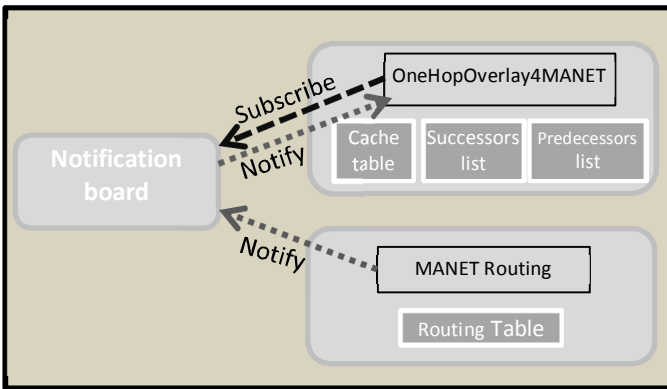 OneHopOverlay4MANET
Subscribe
Notify
Cache
table
Successors
list
Predecessors
list
Notification
board
Notify
MANET Routing
Routing Table